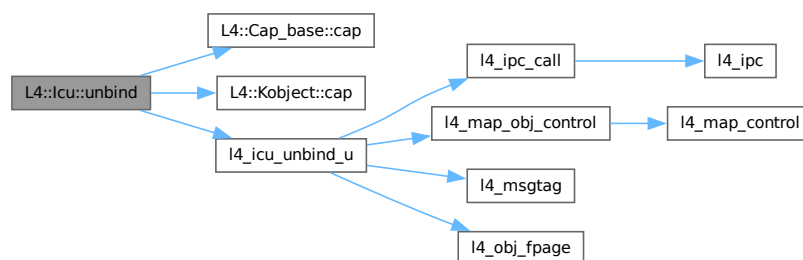 L4::Icu::unbind
L4::Cap_base::cap
L4::Kobject::cap
l4_icu_unbind_u
l4_ipc_call
l4_map_obj_control
l4_msgtag
l4_obj_fpage
l4_ipc
l4_map_control